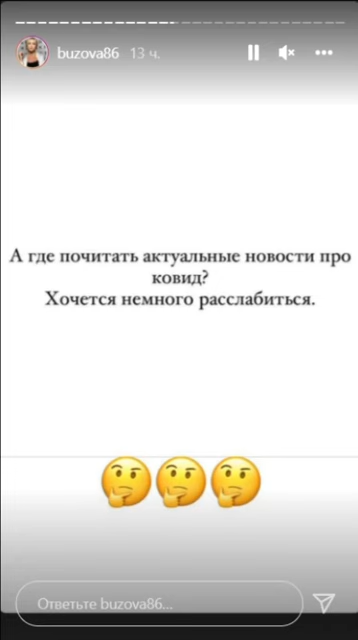 buzova86 13 ч.
А где почитать актуальные новости про
ковид?
Хочется немного расслабиться.
Ответьте buzova86...